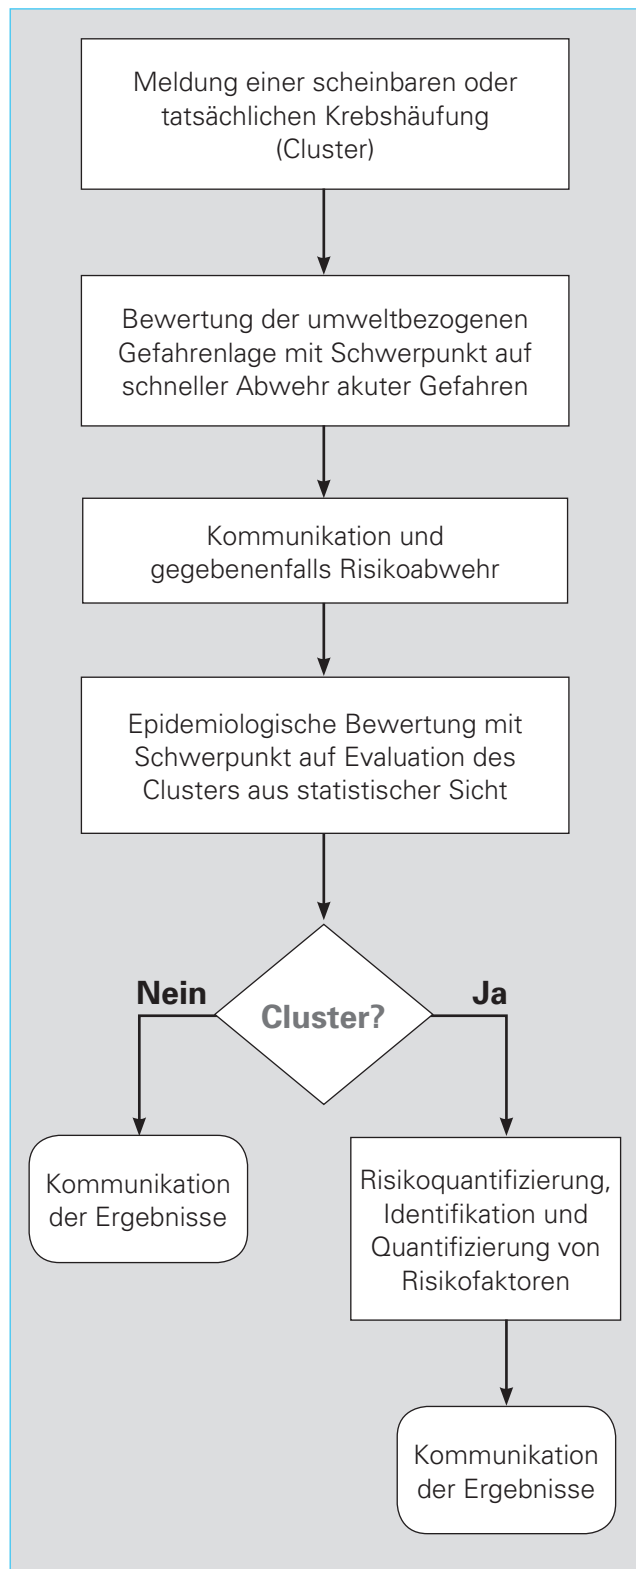 Meldung einer scheinbaren oder
tatsächlichen Krebshäufung
(Cluster)
Bewertung der umweltbezogenen
Gefahrenlage mit Schwerpunkt auf
schneller Abwehr akuter Gefahren
Kommunikation und
gegebenenfalls Risikoabwehr
Epidemiologische Bewertung mit
Schwerpunkt auf Evaluation des
Clusters aus statistischer Sicht
Nein
Cluster?
Ja
Kommunikation
der Ergebnisse
Risikoquantifizierung,
Identifikation und
Quantifizierung von
Risikofaktoren
Kommunikation
der Ergebnisse